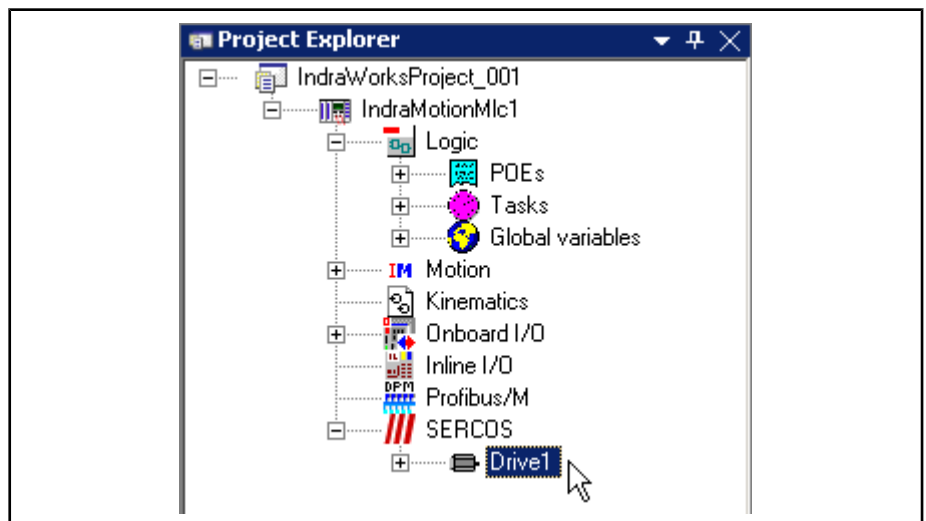 Project Explorer
IndraWorksProject_001
IndraMotionMlc1
Logic
POEs
Tasks
Global variables
IM Motion
Kinematics
Onboard I/O
Inline I/O
DPM
Profibus/M
SERCOS
Drive1